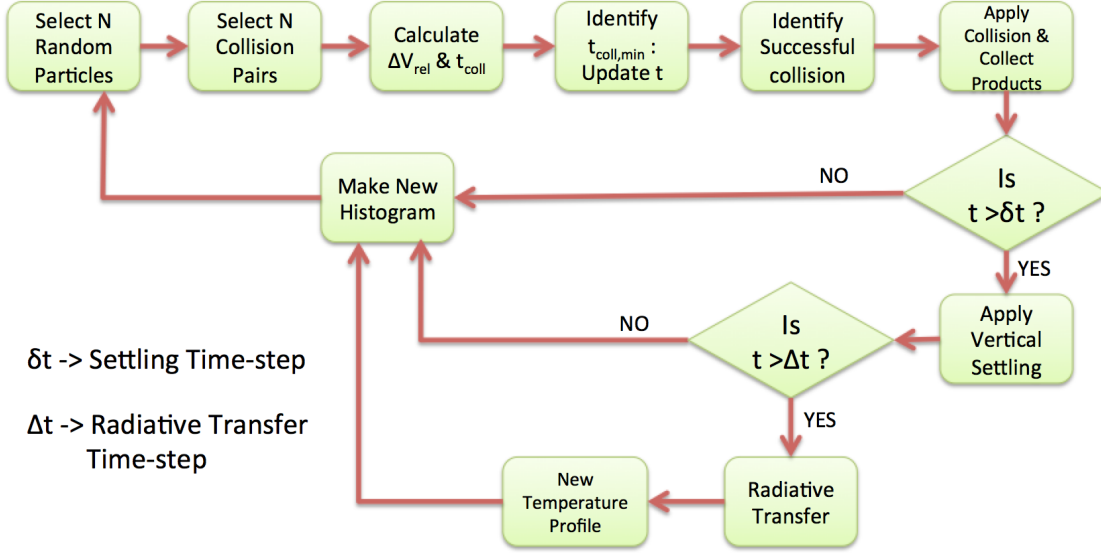 Select N
Random
Particles
Select N
Collision
Pairs
Calculate
ΔV_rel & t_coll
Identify
t_coll,min :
Update t
Identify
Successful
collision
Apply
Collision &
Collect
Products
Is
t >δt ?
NO
YES
Make New
Histogram
Apply
Vertical
Settling
Is
t >Δt ?
NO
YES
δt -> Settling Time-step
Δt -> Radiative Transfer
Time-step
New
Temperature
Profile
Radiative
Transfer